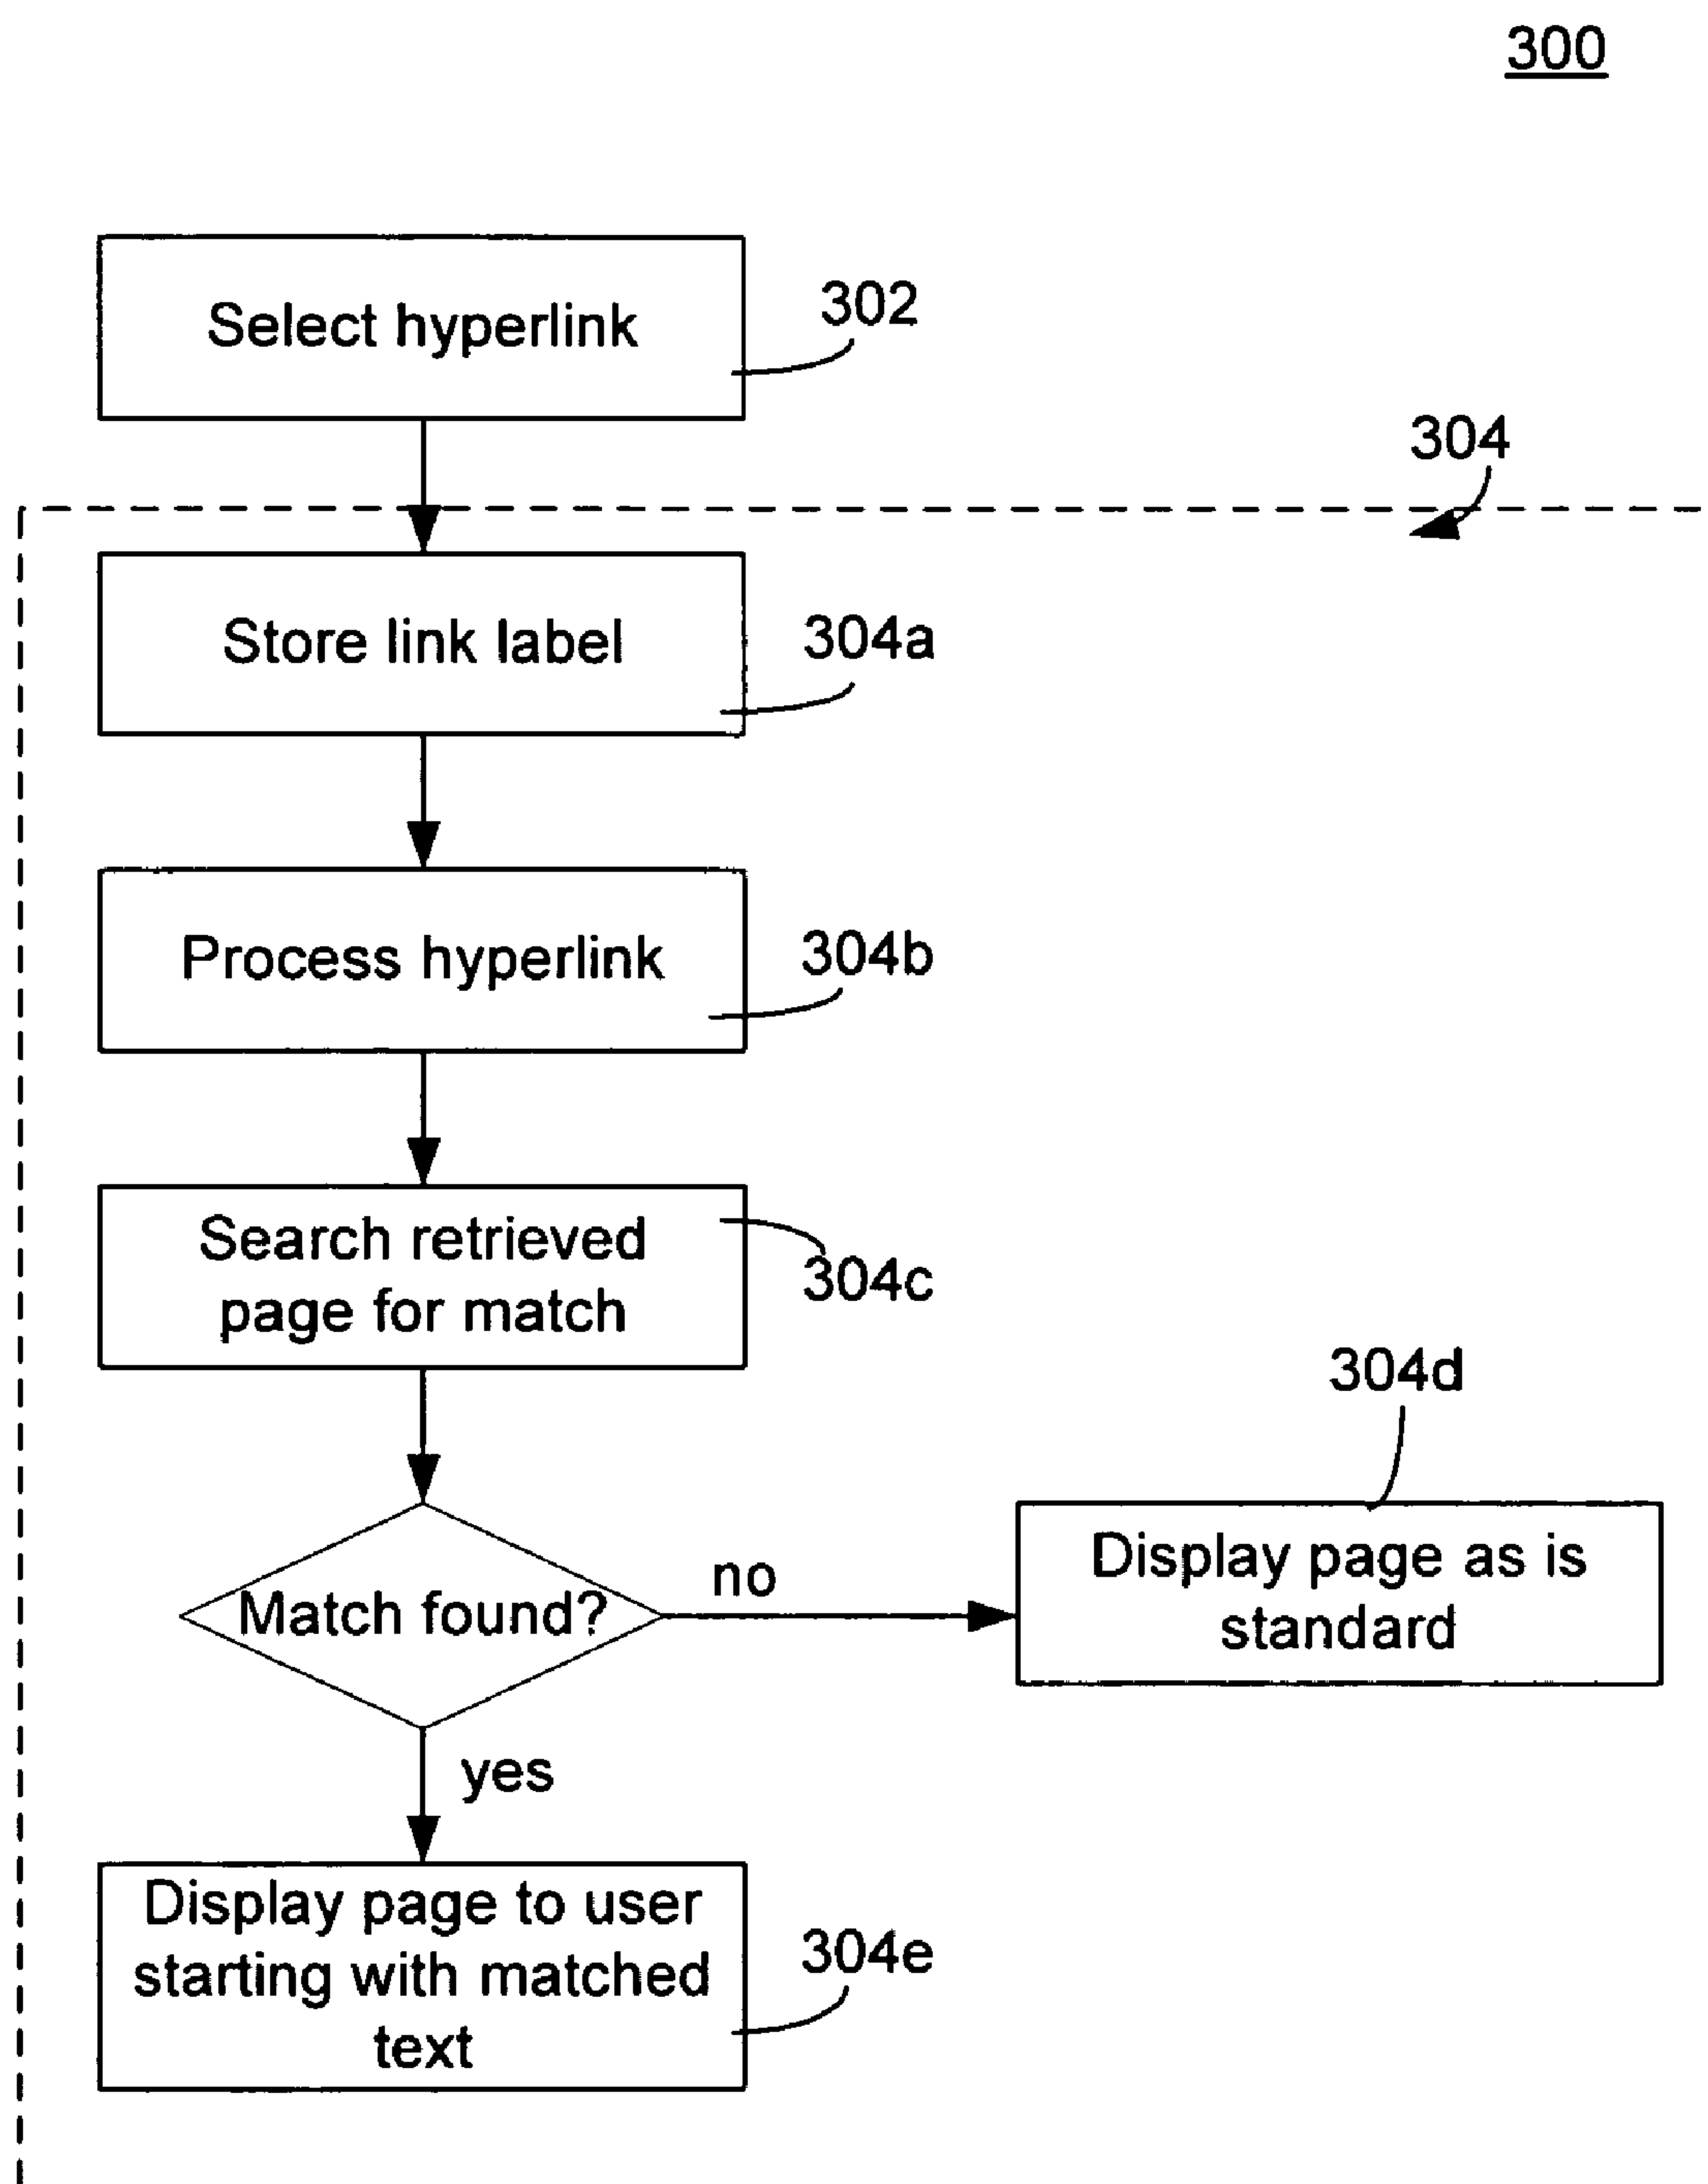 300
Select hyperlink
302
304
Store link label
304a
Process hyperlink
304b
Search retrieved
page for match
304c
304d
Match found?
no
Display page as is
standard
yes
Display page to user
starting with matched
text
304e